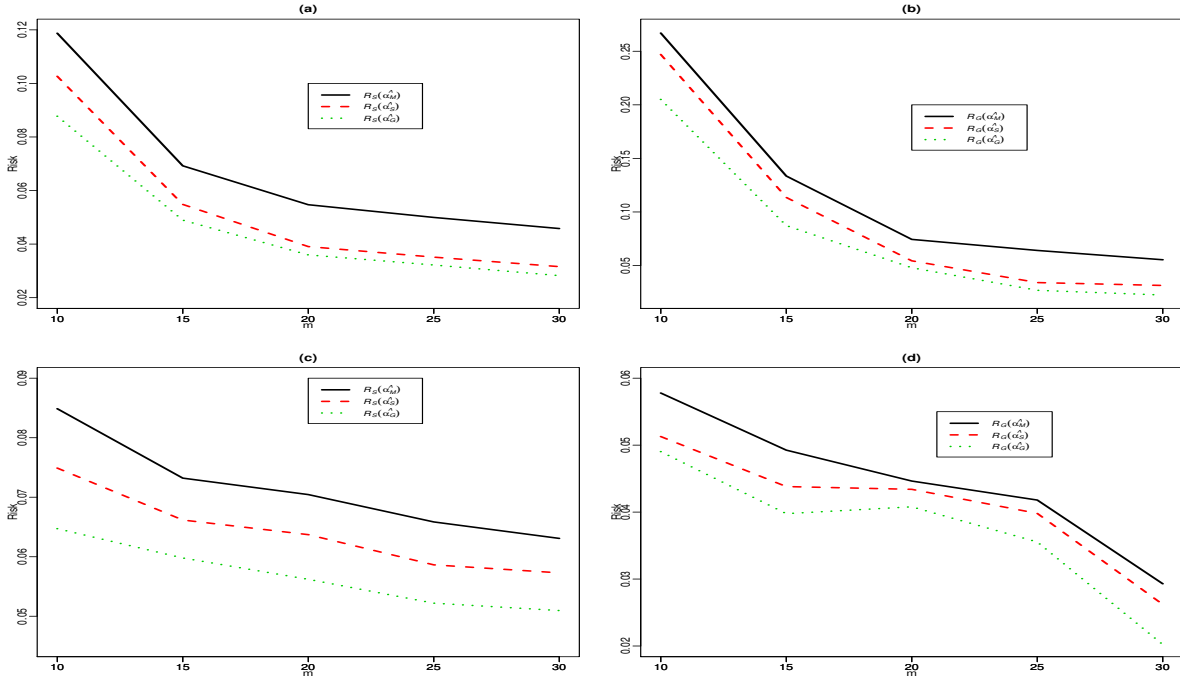 (a)
0.12
0.10
0.08
0.06
0.04
0.02
Risk
R_S(α̂_M)
R_S(α̂_S)
R_S(α̂_G)
10 15 20 25 30
m
(b)
0.25
0.20
0.15
0.10
0.05
Risk
R_G(α̂_M)
R_G(α̂_S)
R_G(α̂_G)
10 15 20 25 30
m
(c)
0.09
0.08
0.07
0.06
0.05
Risk
R_S(α̂_M)
R_S(α̂_S)
R_S(α̂_G)
10 15 20 25 30
m
(d)
0.06
0.05
0.04
0.03
0.02
Risk
R_G(α̂_M)
R_G(α̂_S)
R_G(α̂_G)
10 15 20 25 30
m